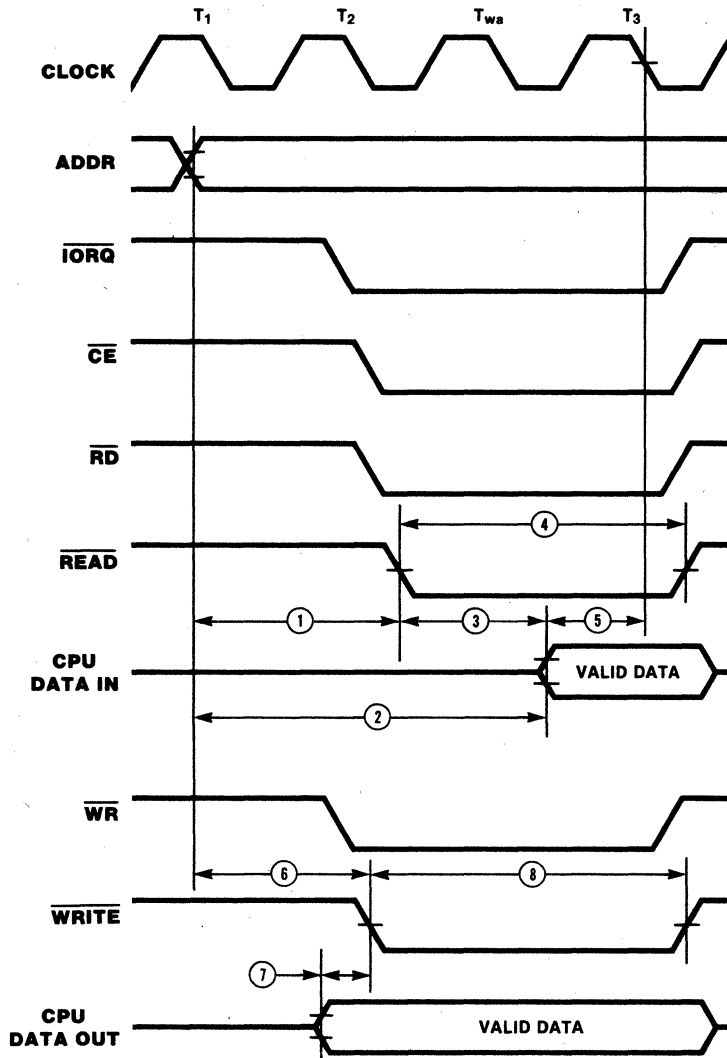 T1 T2 Twa T3
CLOCK
ADDR
IORQ
CE
RD
4
READ
1 3 5
CPU
DATA IN
VALID DATA
2
WR
6 8
WRITE
7
CPU
DATA OUT
VALID DATA